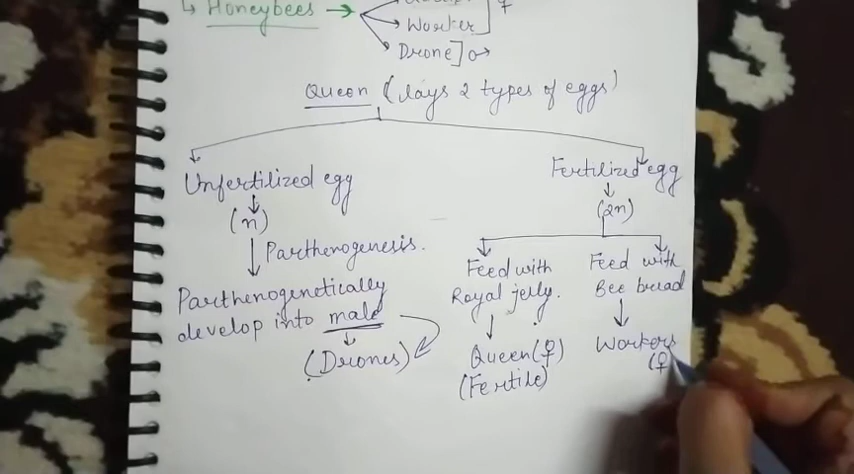 ↳ Honeybees →
Worker
Drone] ♂
Queen (lays 2 types of eggs)
Unfertilized egg
(n)
Parthenogenesis.
Parthenogenetically
develop into male
(Drones)
Fertilized egg
(2n)
Feed with
Royal jelly.
Queen(♀)
(Fertile)
Feed with
Bee bread
Workers
(♀